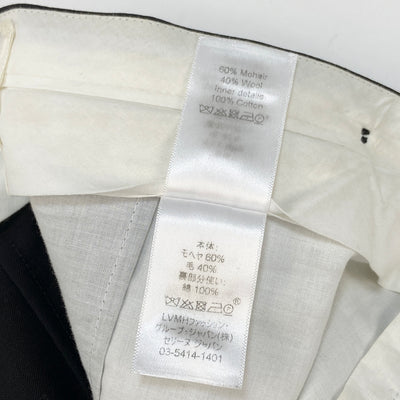 60% Mohair
40% Wool
Inner details
100% Cotton
本体:
モヘヤ 60%
毛 40%
裏部分使い:
綿 100%
LVMHファッション・
グループ・ジャパン(株)
セリーヌ ジャパン
03-5414-1401